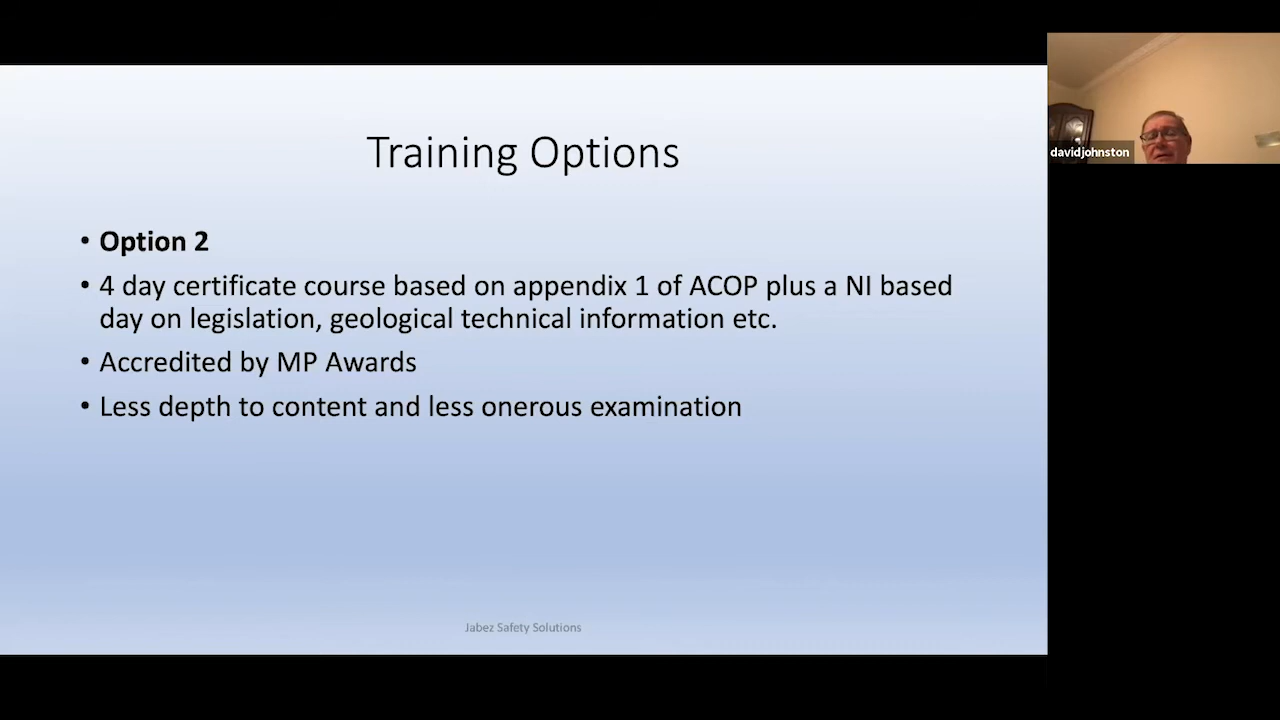 Training Options
• Option 2
• 4 day certificate course based on appendix 1 of ACOP plus a NI based
day on legislation, geological technical information etc.
• Accredited by MP Awards
• Less depth to content and less onerous examination
Jabez Safety Solutions
davidjohnston